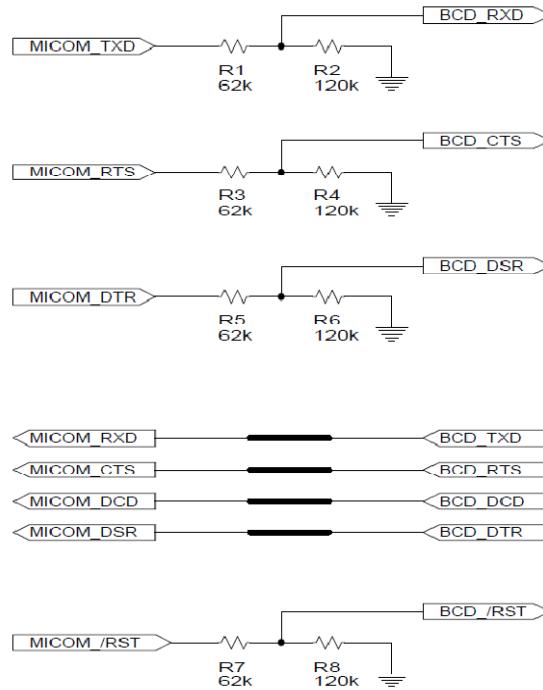 BCD_RXD
MICOM_TXD
R1 R2
62k 120k
BCD_CTS
MICOM_RTS
R3 R4
62k 120k
BCD_DSR
MICOM_DTR
R5 R6
62k 120k
MICOM_RXD BCD_TXD
MICOM_CTS BCD_RTS
MICOM_DCD BCD_DCD
MICOM_DSR BCD_DTR
BCD_/RST
MICOM_/RST
R7 R8
62k 120k